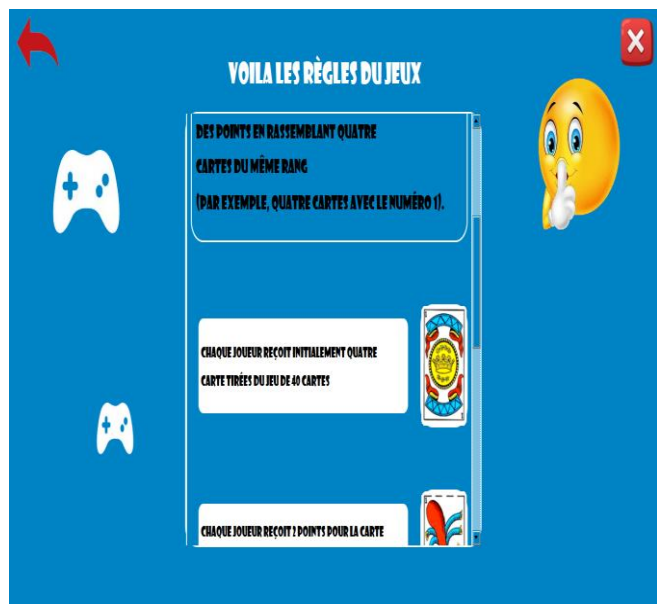 VOILA LES RÈGLES DU JEUX
DES POINTS EN RASSEMBLANT QUATRE
CARTES DU MÊME RANG
(PAR EXEMPLE, QUATRE CARTES AVEC LE NUMÉRO 1).
CHAQUE JOUEUR REÇOIT INITIALEMENT QUATRE
CARTE TIRÉES DU JEU DE 40 CARTES
CHAQUE JOUEUR REÇOIT 2 POINTS POUR LA CARTE